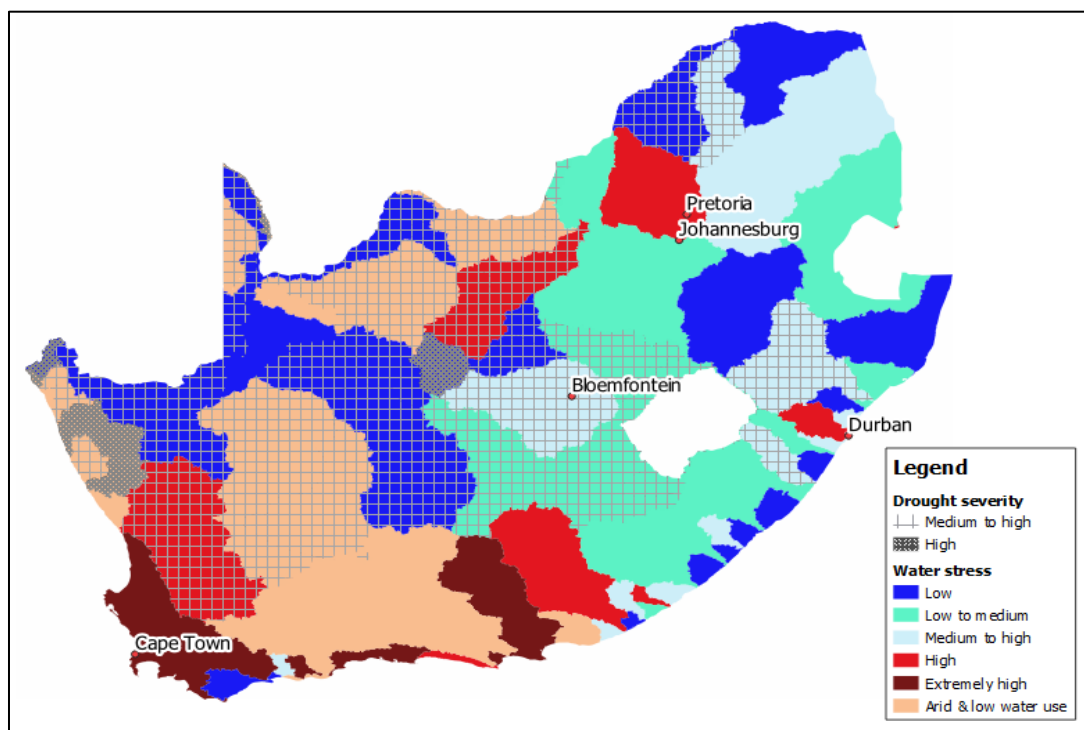 Pretoria
Johannesburg
Bloemfontein
Durban
Cape Town
Legend
Drought severity
Medium to high
High
Water stress
Low
Low to medium
Medium to high
High
Extremely high
Arid & low water use